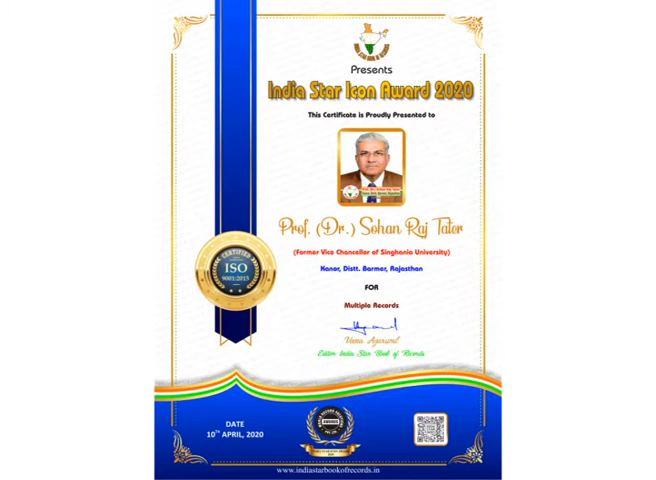 Presents
India Star Icon Award 2020
This Certificate is Proudly Presented to
Prof. (Dr.) Sohan Raj Tater
(Former Vice Chancellor of Singhania University)
Kanor, Distt. Barmer, Rajasthan
FOR
Multiple Records
Editor India Star Book of Records
CERTIFIED
ISO
9001:2015
DATE
10TH APRIL, 2020
AWARDS
www.indiastarbookofrecords.in